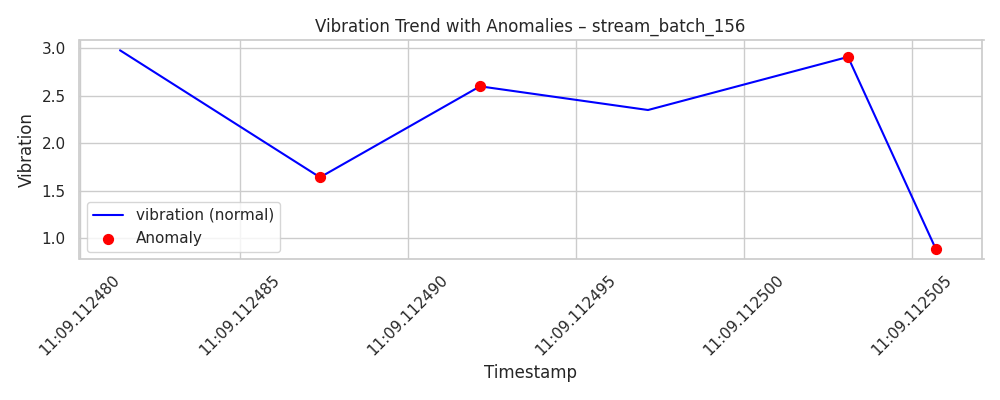 Vibration Trend with Anomalies – stream_batch_156
Vibration
3.0
2.5
2.0
1.5
1.0
vibration (normal)
Anomaly
11:09.112480
11:09.112485
11:09.112490
11:09.112495
11:09.112500
11:09.112505
Timestamp